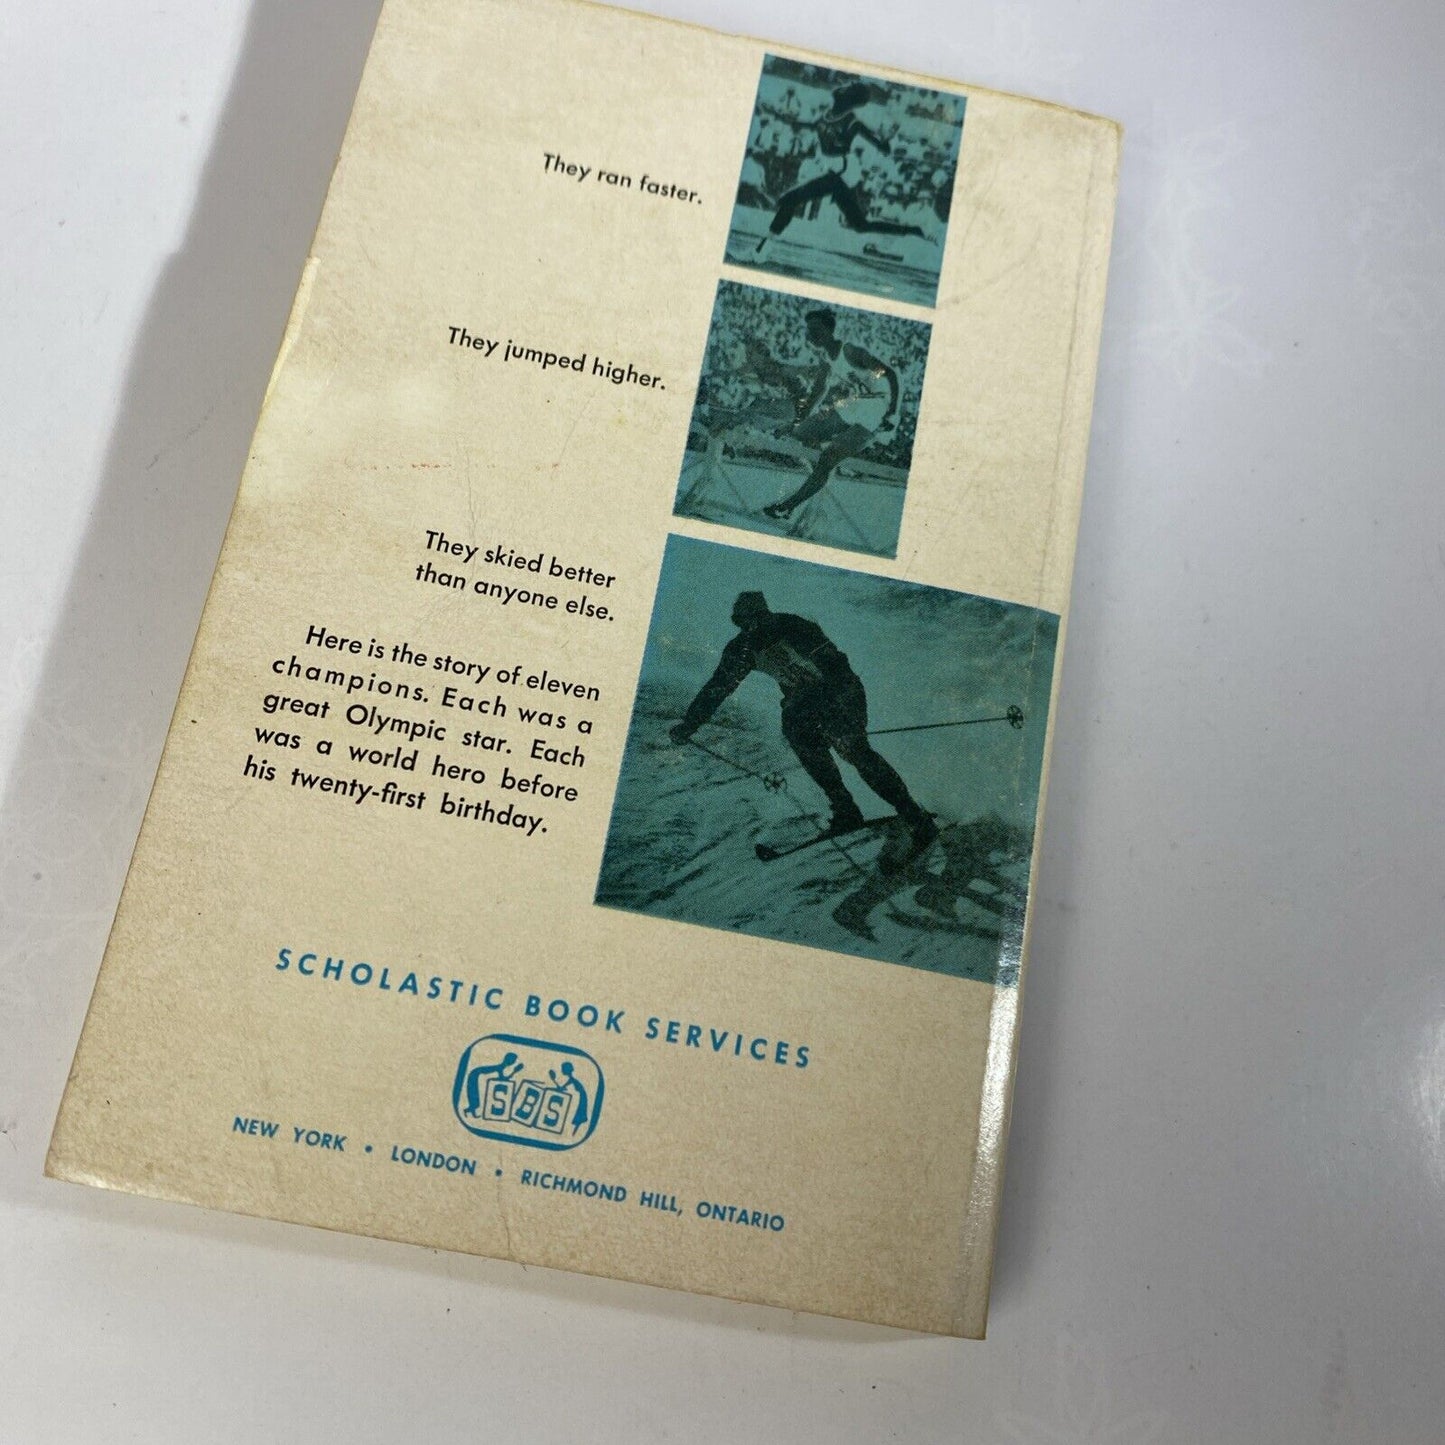 They ran faster.
They jumped higher.
They skied better
than anyone else.
Here is the story of eleven
champions. Each was a
great Olympic star. Each
was a world hero before
his twenty-first birthday.
SCHOLASTIC BOOK SERVICES
SBS
NEW YORK • LONDON • RICHMOND HILL, ONTARIO